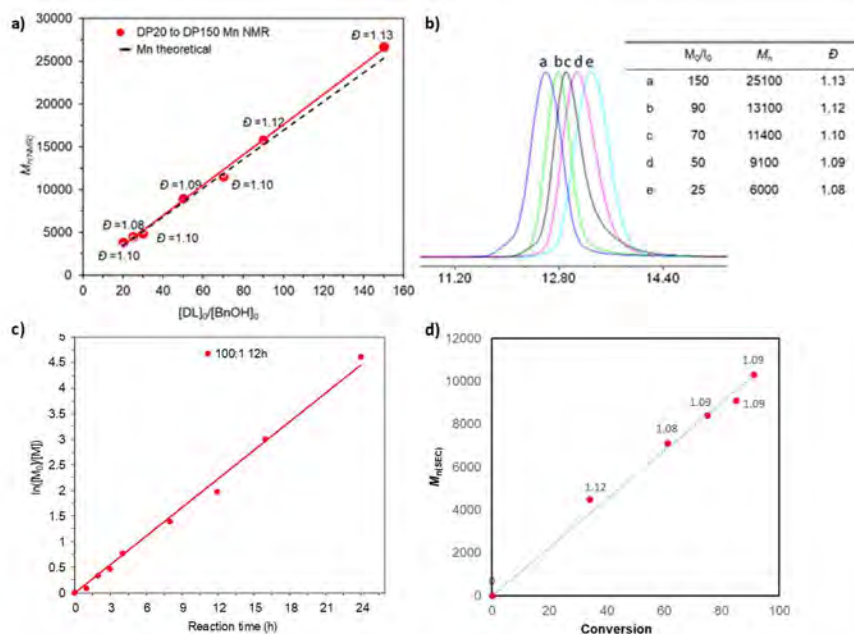 a)
30000
25000
20000
15000
10000
5000
0
Mn(NMR)
DP20 to DP150 Mn NMR
Mn theoretical
Đ =1.13
Đ =1.12
Đ =1.09
Đ =1.10
Đ =1.08
Đ =1.10
Đ =1.10
0 20 40 60 80 100 120 140 160
[DL]0/[BnOH]0
b)
a b c d e
11.20 12.80 14.40
M0/I0 Mn Đ
a 150 25100 1.13
b 90 13100 1.12
c 70 11400 1.10
d 50 9100 1.09
e 25 6000 1.08
c)
5
4.5
4
3.5
3
2.5
2
1.5
1
0.5
0
ln([M0]/[M])
100:1 12h
0 3 6 9 12 15 18 21 24
Reaction time (h)
d)
12000
10000
8000
6000
4000
2000
0
Mn(SEC)
0
1.12
1.08
1.09
1.09
1.09
0 20 40 60 80 100
Conversion